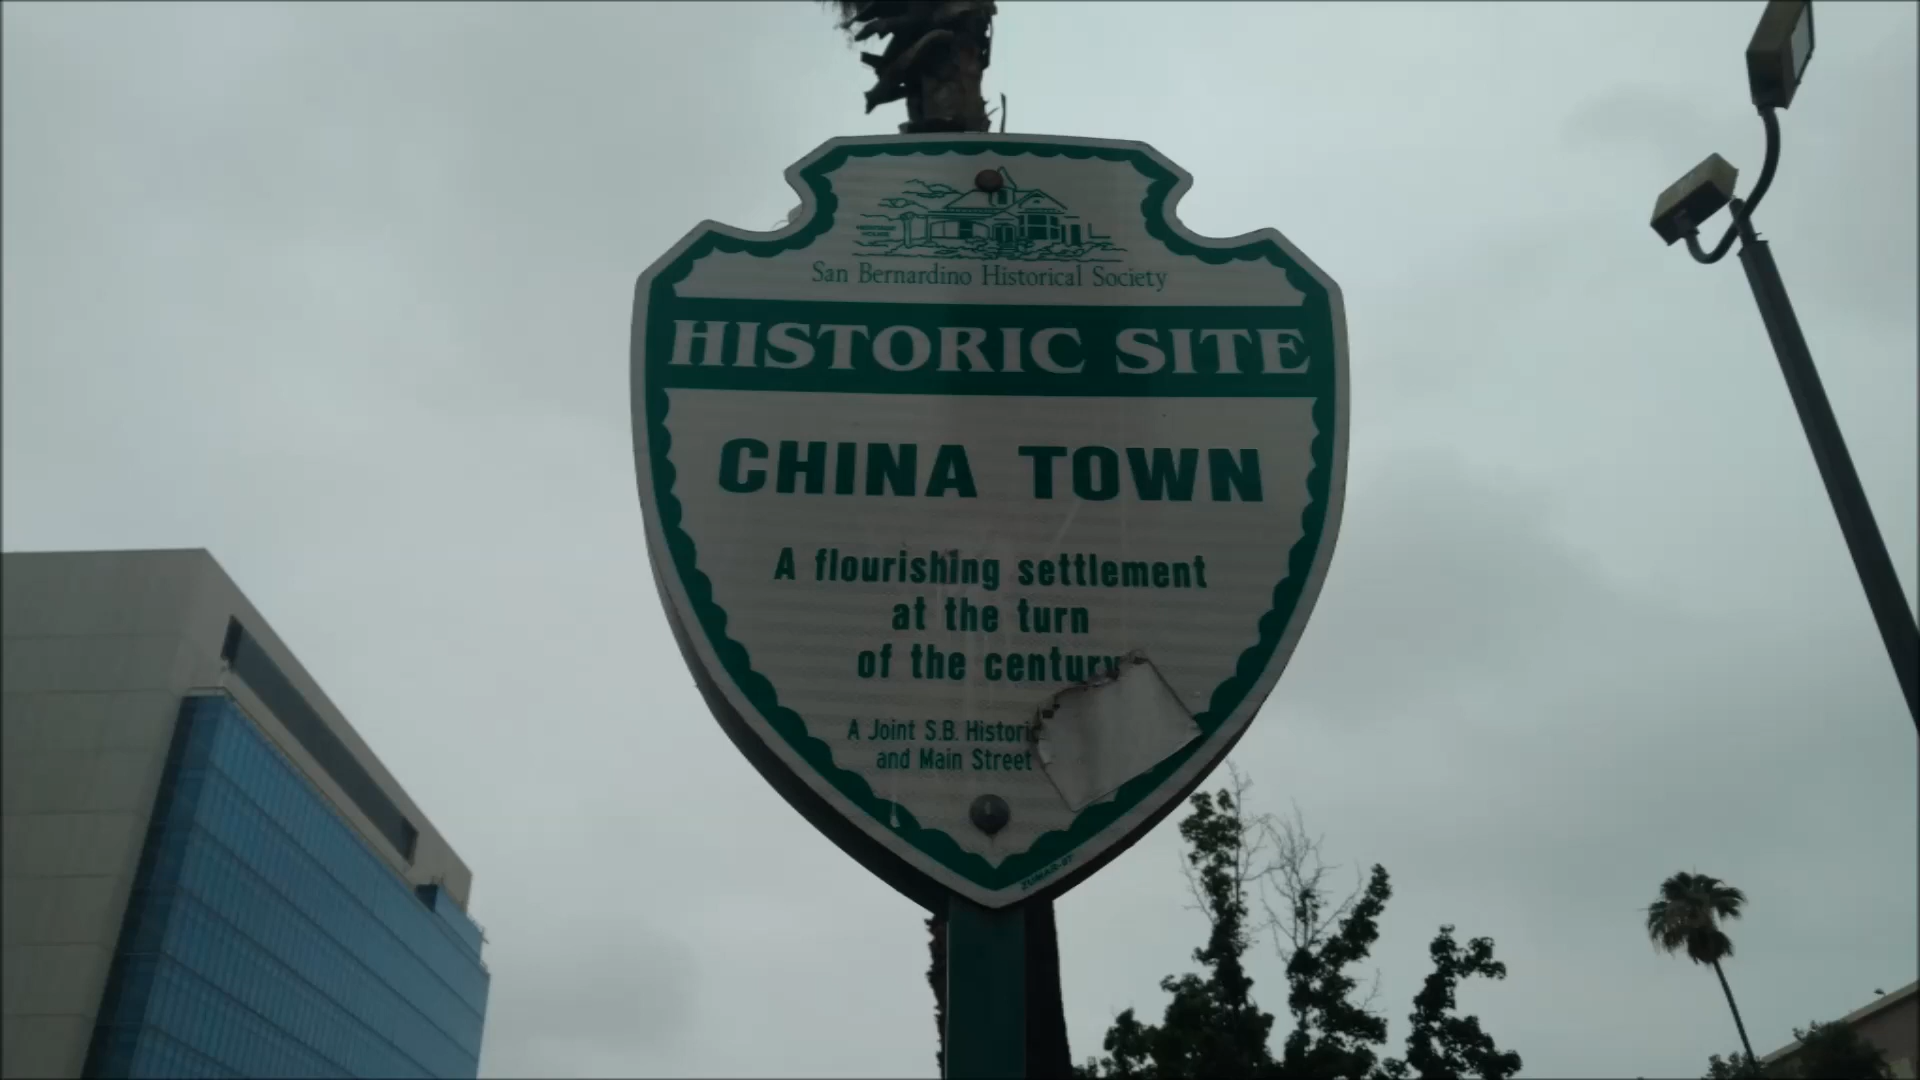 San Bernardino Historical Society
HISTORIC SITE
CHINA TOWN
A flourishing settlement
at the turn
of the century
A Joint S.B.
and Main Street